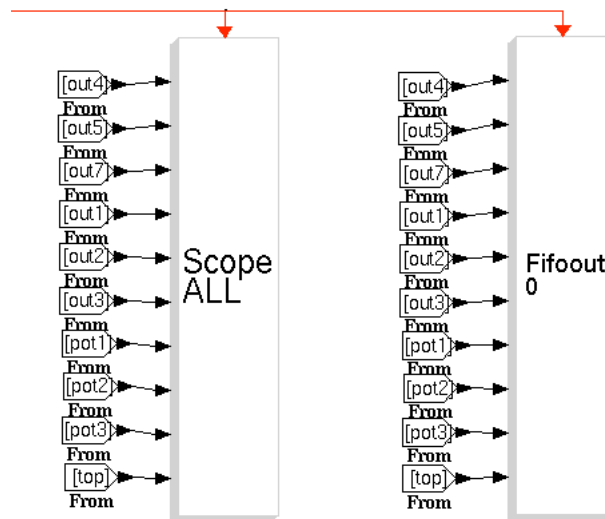 [out4]
From
[out5]
From
[out7]
From
[out1]
From
[out2]
From
[out3]
From
[pot1]
From
[pot2]
From
[pot3]
From
[top]
From
Scope
ALL
[out4]
From
[out5]
From
[out7]
From
[out1]
From
[out2]
From
[out3]
From
[pot1]
From
[pot2]
From
[pot3]
From
[top]
From
Fifoout
0